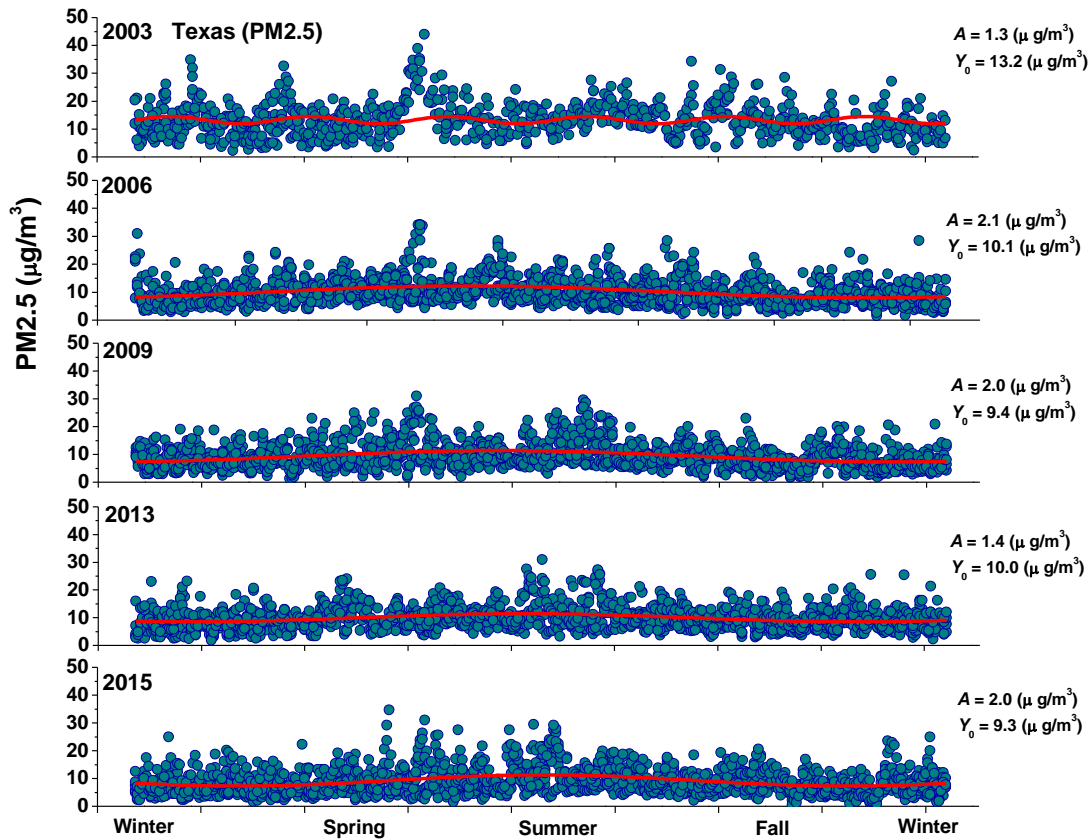 PM2.5 (μg/m³)
2003 Texas (PM2.5)
A = 1.3 (μ g/m³)
Y₀ = 13.2 (μ g/m³)
50
40
30
20
10
0
2006
A = 2.1 (μ g/m³)
Y₀ = 10.1 (μ g/m³)
50
40
30
20
10
0
2009
A = 2.0 (μ g/m³)
Y₀ = 9.4 (μ g/m³)
50
40
30
20
10
0
2013
A = 1.4 (μ g/m³)
Y₀ = 10.0 (μ g/m³)
50
40
30
20
10
0
2015
A = 2.0 (μ g/m³)
Y₀ = 9.3 (μ g/m³)
50
40
30
20
10
0
Winter Spring Summer Fall Winter